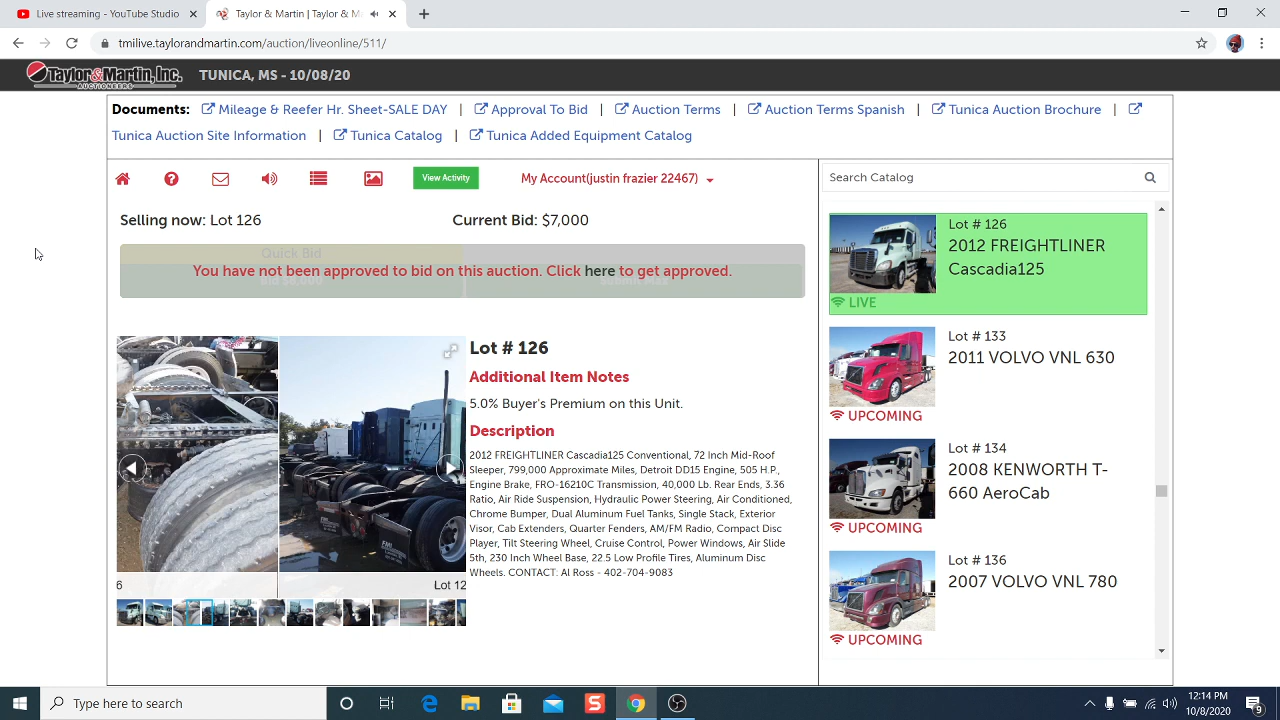 Live streaming - YouTube Studio
Taylor & Martin | Taylor & M
tmilive.taylorandmartin.com/auction/liveonline/511/
Taylor&Martin,Inc.
AUCTIONEERS
TUNICA, MS - 10/08/20
Documents: Mileage & Reefer Hr. Sheet-SALE DAY | Approval To Bid | Auction Terms | Auction Terms Spanish | Tunica Auction Brochure |
Tunica Auction Site Information | Tunica Catalog | Tunica Added Equipment Catalog
View Activity
My Account(justin frazier 22467)
Selling now: Lot 126
Current Bid: $7,000
Quick Bid
You have not been approved to bid on this auction. Click here to get approved.
Lot # 126
Additional Item Notes
5.0% Buyer's Premium on this Unit.
Description
2012 FREIGHTLINER Cascadia125 Conventional, 72 Inch Mid-Roof
Sleeper, 799,000 Approximate Miles, Detroit DD15 Engine, 505 H.P.,
Engine Brake, FRO-16210C Transmission, 40,000 Lb. Rear Ends, 3.36
Ratio, Air Ride Suspension, Hydraulic Power Steering, Air Conditioned,
Chrome Bumper, Dual Aluminum Fuel Tanks, Single Stack, Exterior
Visor, Cab Extenders, Quarter Fenders, AM/FM Radio, Compact Disc
Player, Tilt Steering Wheel, Cruise Control, Power Windows, Air Slide
5th, 230 Inch Wheel Base, 22.5 Low Profile Tires, Aluminum Disc
Wheels. CONTACT: Al Ross - 402-704-9083
6
Lot 12
Search Catalog
Lot # 126
2012 FREIGHTLINER
Cascadia125
LIVE
Lot # 133
2011 VOLVO VNL 630
UPCOMING
Lot # 134
2008 KENWORTH T-
660 AeroCab
UPCOMING
Lot # 136
2007 VOLVO VNL 780
UPCOMING
Type here to search
12:14 PM
10/8/2020
9